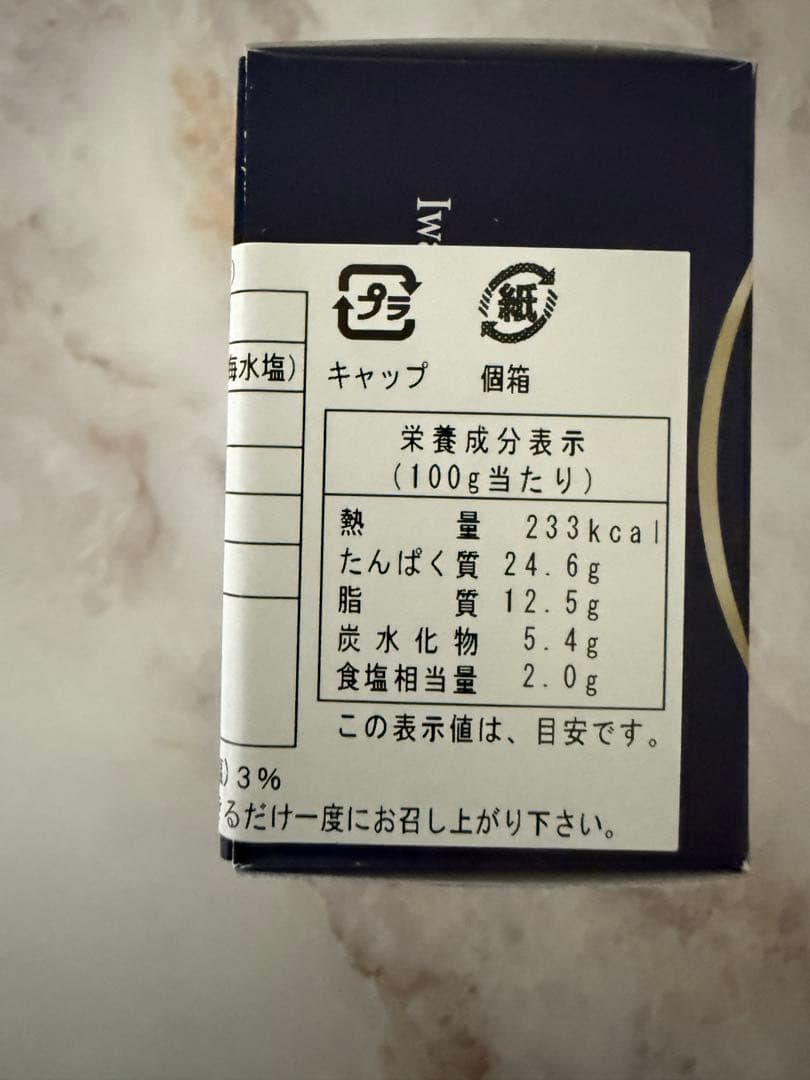 Iwa
プラ
紙
キャップ
個箱
海水塩)
栄養成分表示
(100g当たり)
熱量 233kcal
たんぱく質 24.6g
脂質 12.5g
炭水化物 5.4g
食塩相当量 2.0g
この表示値は、目安です。
)3%
るだけ一度にお召し上がり下さい。